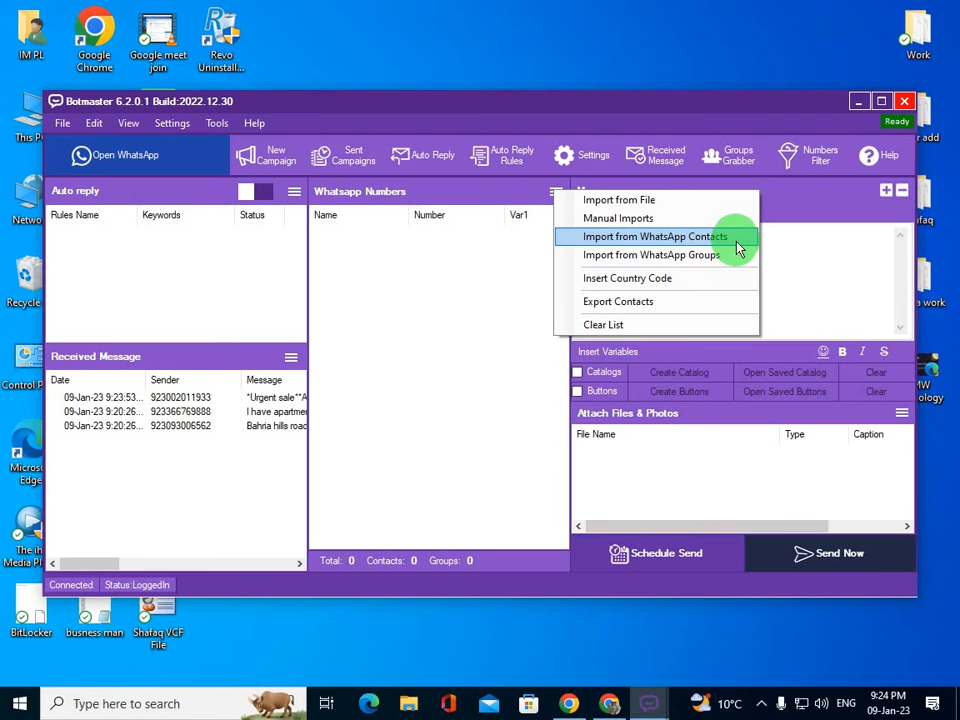 IM PL
Google
Chrome
Google meet
join
Revo
Uninstall...
Work
Botmaster 6.2.0.1 Build:2022.12.30
File Edit View Settings Tools Help
Ready
Open WhatsApp
New
Campaign
Sent
Campaigns
Auto Reply
Auto Reply
Rules
Settings
Received
Message
Groups
Grabber
Numbers
Filter
Help
Auto reply
Rules Name Keywords Status
Whatsapp Numbers
Name Number Var1
Import from File
Manual Imports
Import from WhatsApp Contacts
Import from WhatsApp Groups
Insert Country Code
Export Contacts
Clear List
Received Message
Date Sender Message
09-Jan-23 9:23:53... 923002011933 *Urgent sale**A
09-Jan-23 9:20:26... 923366769888 I have apartmer
09-Jan-23 9:20:26... 923093006562 Bahria hills road
Insert Variables B I S
Catalogs Create Catalog Open Saved Catalog Clear
Buttons Create Buttons Open Saved Buttons Clear
Attach Files & Photos
File Name Type Caption
Total: 0 Contacts: 0 Groups: 0
Schedule Send
Send Now
Connected Status:LoggedIn
This P
Netwo
Recycle
Control P
Micros
Edge
The i
Media Pl
BitLocker
busness man
Shafaq VCF
File
er add
faq
a work
MW
nology
Type here to search
10°C
ENG
9:24 PM
09-Jan-23